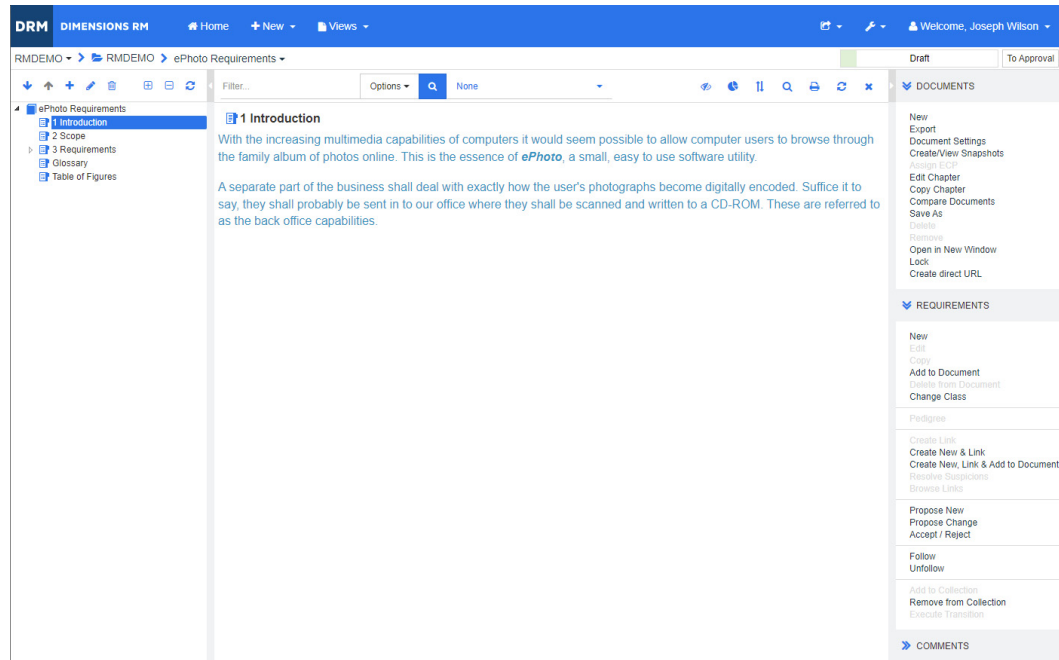 DRM DIMENSIONS RM Home New Views Welcome, Joseph Wilson
RMDEMO RMDEMO ePhoto Requirements Draft To Approval
Filter... Options None
ePhoto Requirements
1 Introduction
2 Scope
3 Requirements
Glossary
Table of Figures
1 Introduction
With the increasing multimedia capabilities of computers it would seem possible to allow computer users to browse through
the family album of photos online. This is the essence of ePhoto, a small, easy to use software utility.
A separate part of the business shall deal with exactly how the user's photographs become digitally encoded. Suffice it to
say, they shall probably be sent in to our office where they shall be scanned and written to a CD-ROM. These are referred to
as the back office capabilities.
DOCUMENTS
New
Export
Document Settings
Create/View Snapshots
Assign ECP
Edit Chapter
Copy Chapter
Compare Documents
Save As
Delete
Remove
Open in New Window
Lock
Create direct URL
REQUIREMENTS
New
Edit
Copy
Add to Document
Delete from Document
Change Class
Pedigree
Create Link
Create New & Link
Create New, Link & Add to Document
Resolve Suspicions
Browse Links
Propose New
Propose Change
Accept / Reject
Follow
Unfollow
Add to Collection
Remove from Collection
Execute Transition
COMMENTS